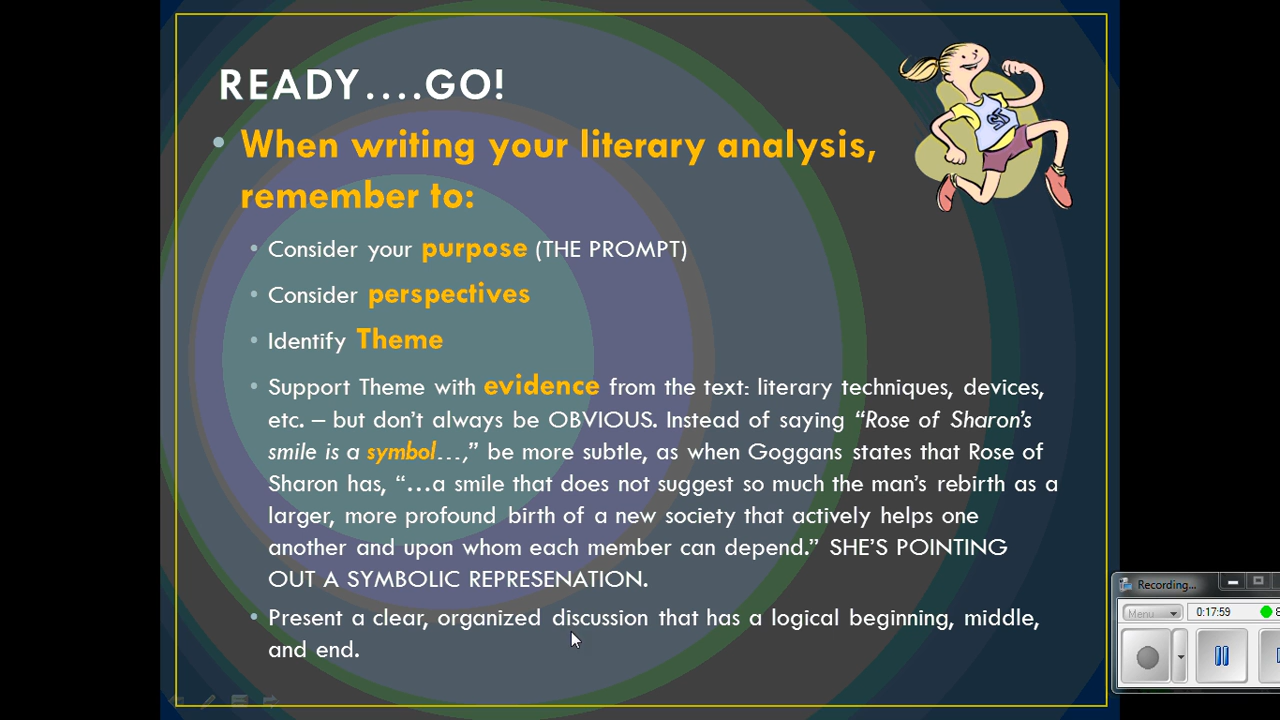 READY....GO!
• When writing your literary analysis,
remember to:
• Consider your purpose (THE PROMPT)
• Consider perspectives
• Identify Theme
• Support Theme with evidence from the text: literary techniques, devices,
etc. – but don't always be OBVIOUS. Instead of saying “Rose of Sharon's
smile is a symbol…,” be more subtle, as when Goggans states that Rose of
Sharon has, “…a smile that does not suggest so much the man's rebirth as a
larger, more profound birth of a new society that actively helps one
another and upon whom each member can depend.” SHE'S POINTING
OUT A SYMBOLIC REPRESENATION.
• Present a clear, organized discussion that has a logical beginning, middle,
and end.
Recording...
Menu
0:17:59